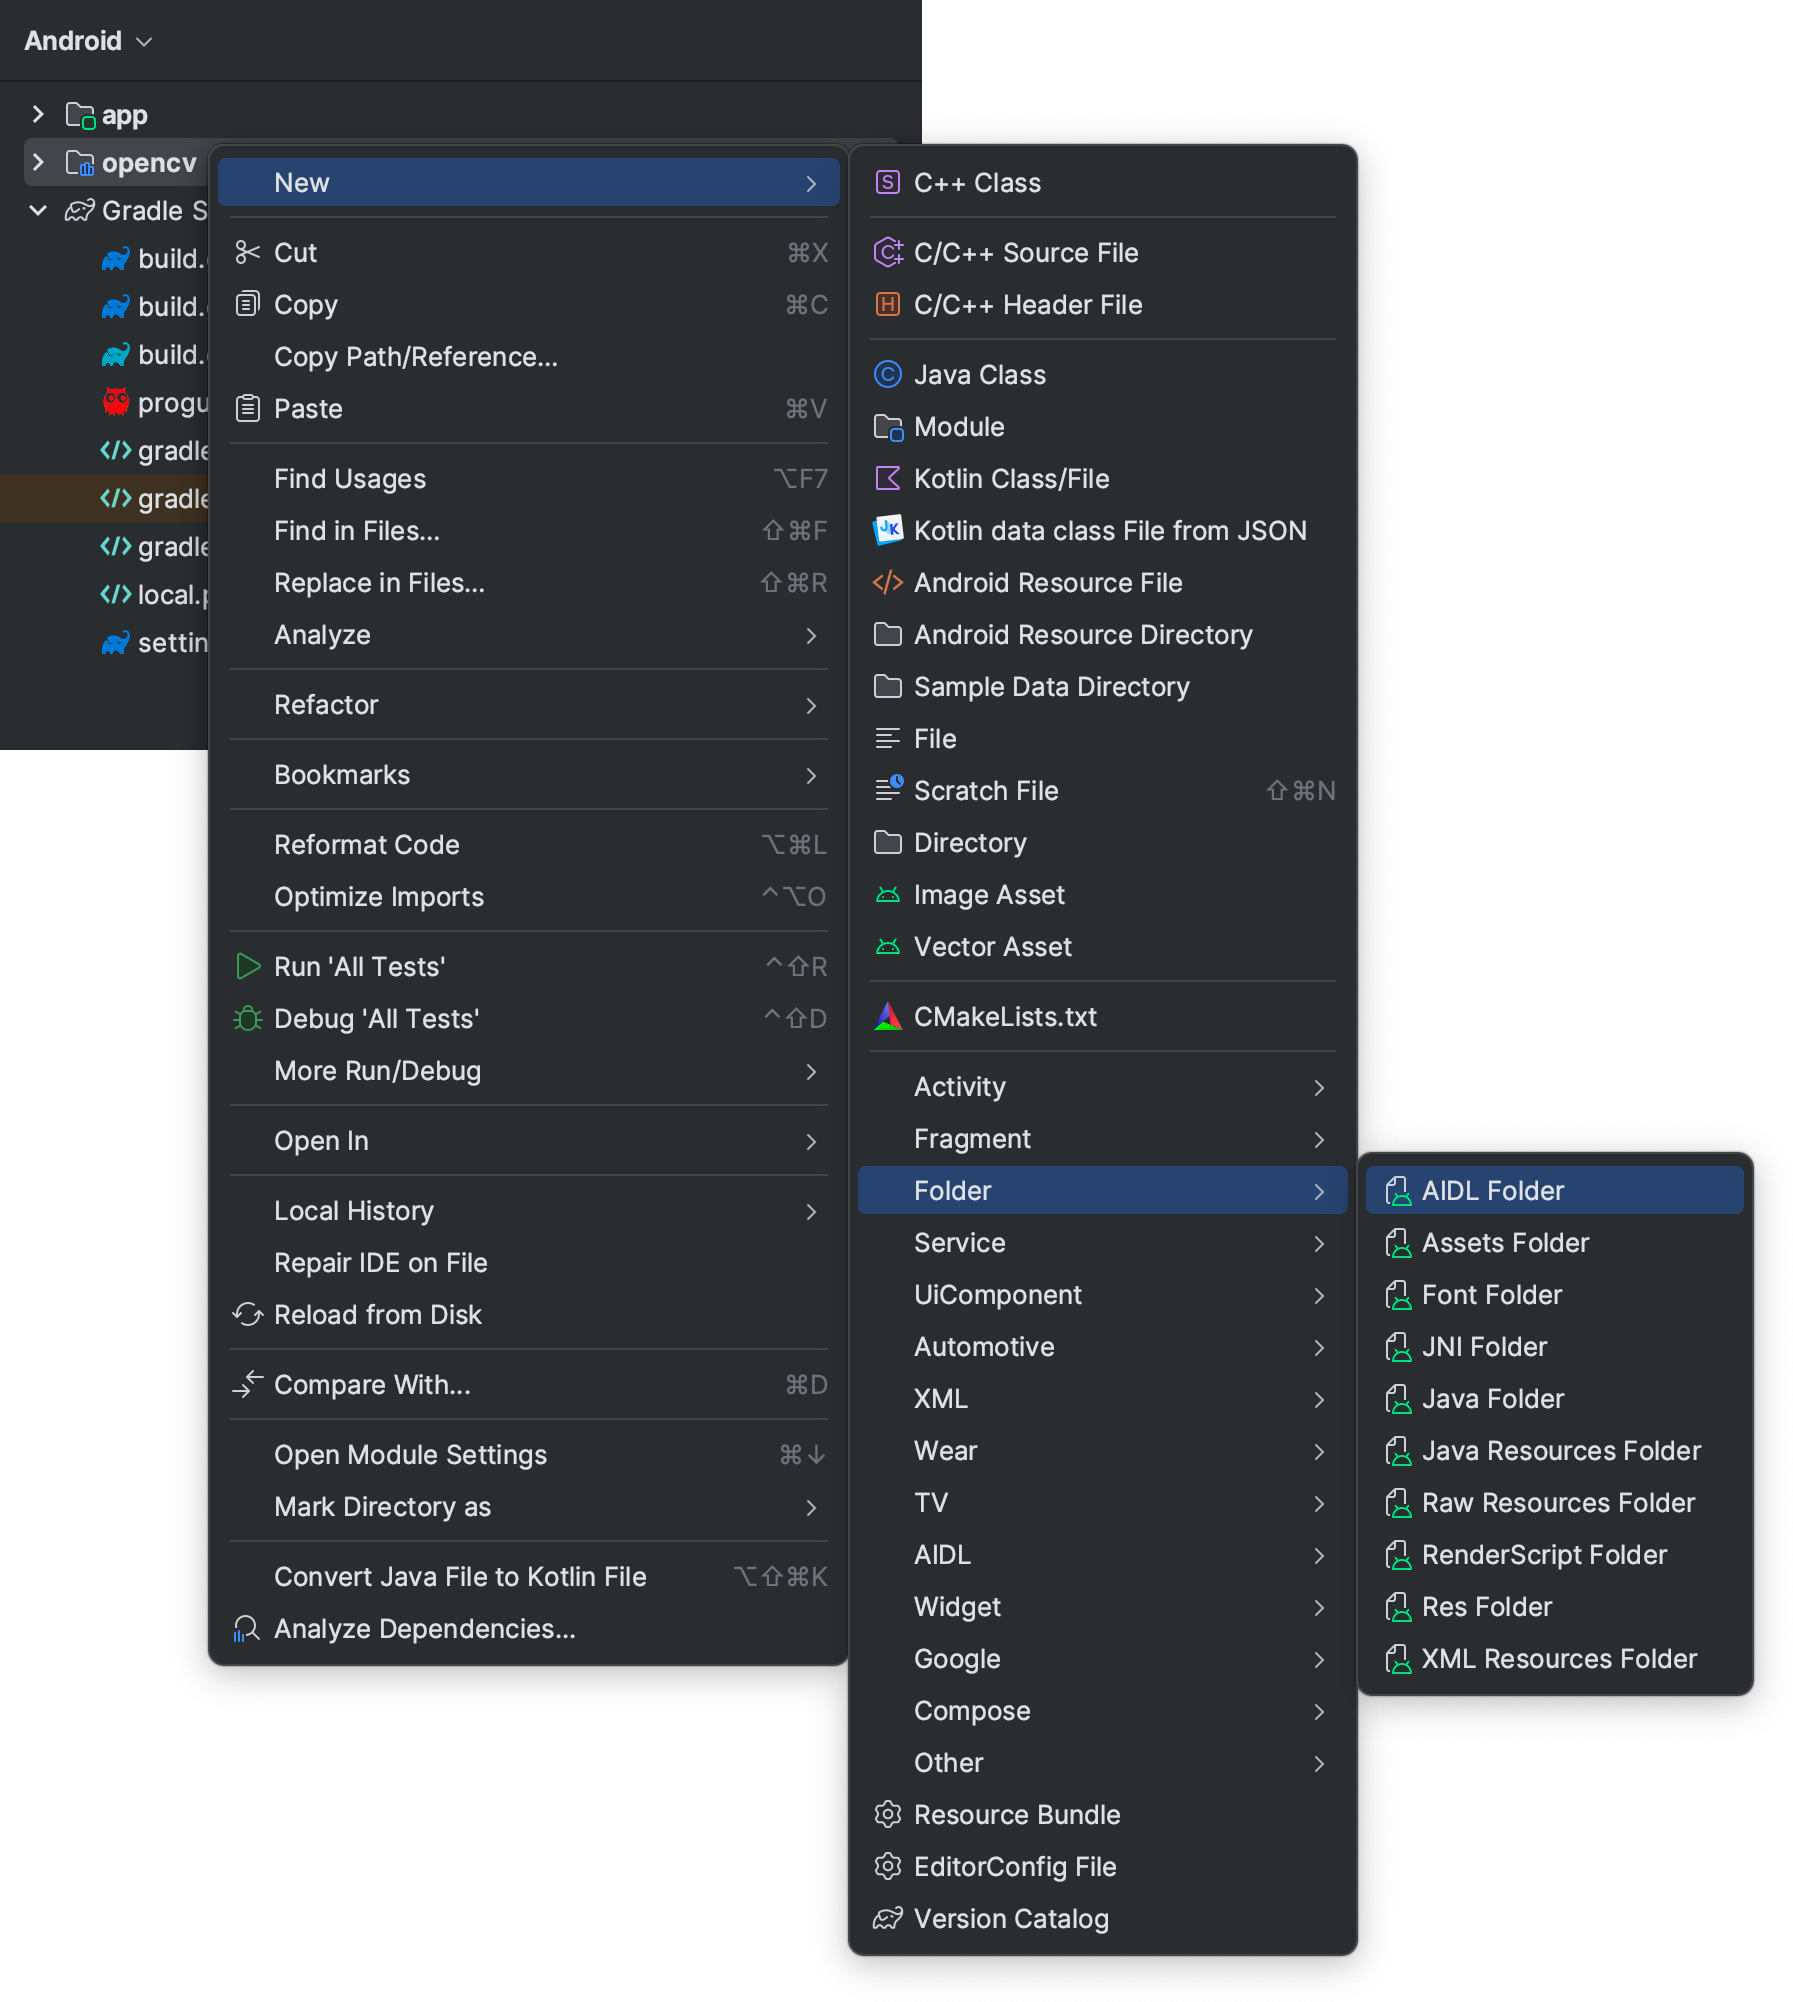 Android
app
opencv
Gradle S
build.
build.
build.
progu
gradle
gradle
gradle
local.p
settin
New
Cut ⌘X
Copy ⌘C
Copy Path/Reference...
Paste ⌘V
Find Usages ⌥F7
Find in Files... ⇧⌘F
Replace in Files... ⇧⌘R
Analyze
Refactor
Bookmarks
Reformat Code ⌥⌘L
Optimize Imports ^⌥O
Run 'All Tests' ^⇧R
Debug 'All Tests' ^⇧D
More Run/Debug
Open In
Local History
Repair IDE on File
Reload from Disk
Compare With... ⌘D
Open Module Settings ⌘↓
Mark Directory as
Convert Java File to Kotlin File ⌥⇧⌘K
Analyze Dependencies...
C++ Class
C/C++ Source File
C/C++ Header File
Java Class
Module
Kotlin Class/File
Kotlin data class File from JSON
Android Resource File
Android Resource Directory
Sample Data Directory
File
Scratch File ⇧⌘N
Directory
Image Asset
Vector Asset
CMakeLists.txt
Activity
Fragment
Folder
Service
UiComponent
Automotive
XML
Wear
TV
AIDL
Widget
Google
Compose
Other
Resource Bundle
EditorConfig File
Version Catalog
AIDL Folder
Assets Folder
Font Folder
JNI Folder
Java Folder
Java Resources Folder
Raw Resources Folder
RenderScript Folder
Res Folder
XML Resources Folder